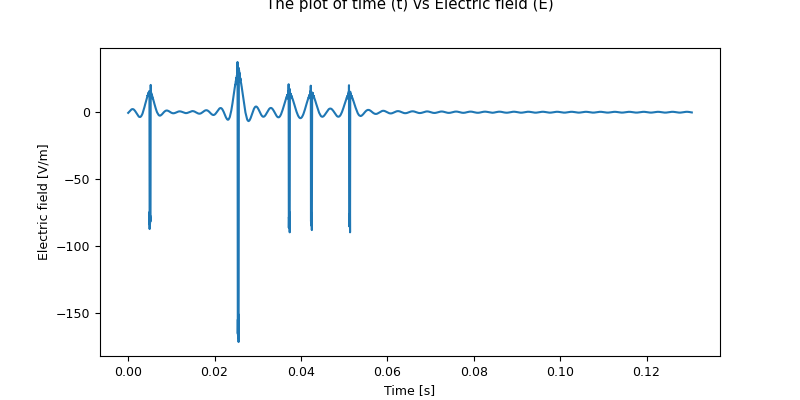 The plot of time (t) vs Electric field (E)
0
−50
−100
−150
Electric field [V/m]
0.00 0.02 0.04 0.06 0.08 0.10 0.12
Time [s]